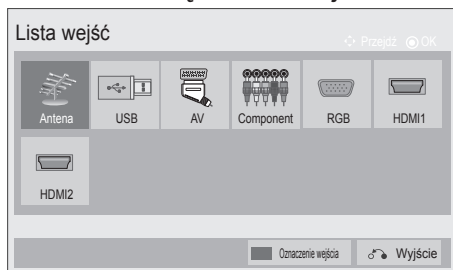 Lista wejść
Przejdź OK
Antena USB AV Component RGB HDMI1
HDMI2
Oznaczenie wejścia Wyjście